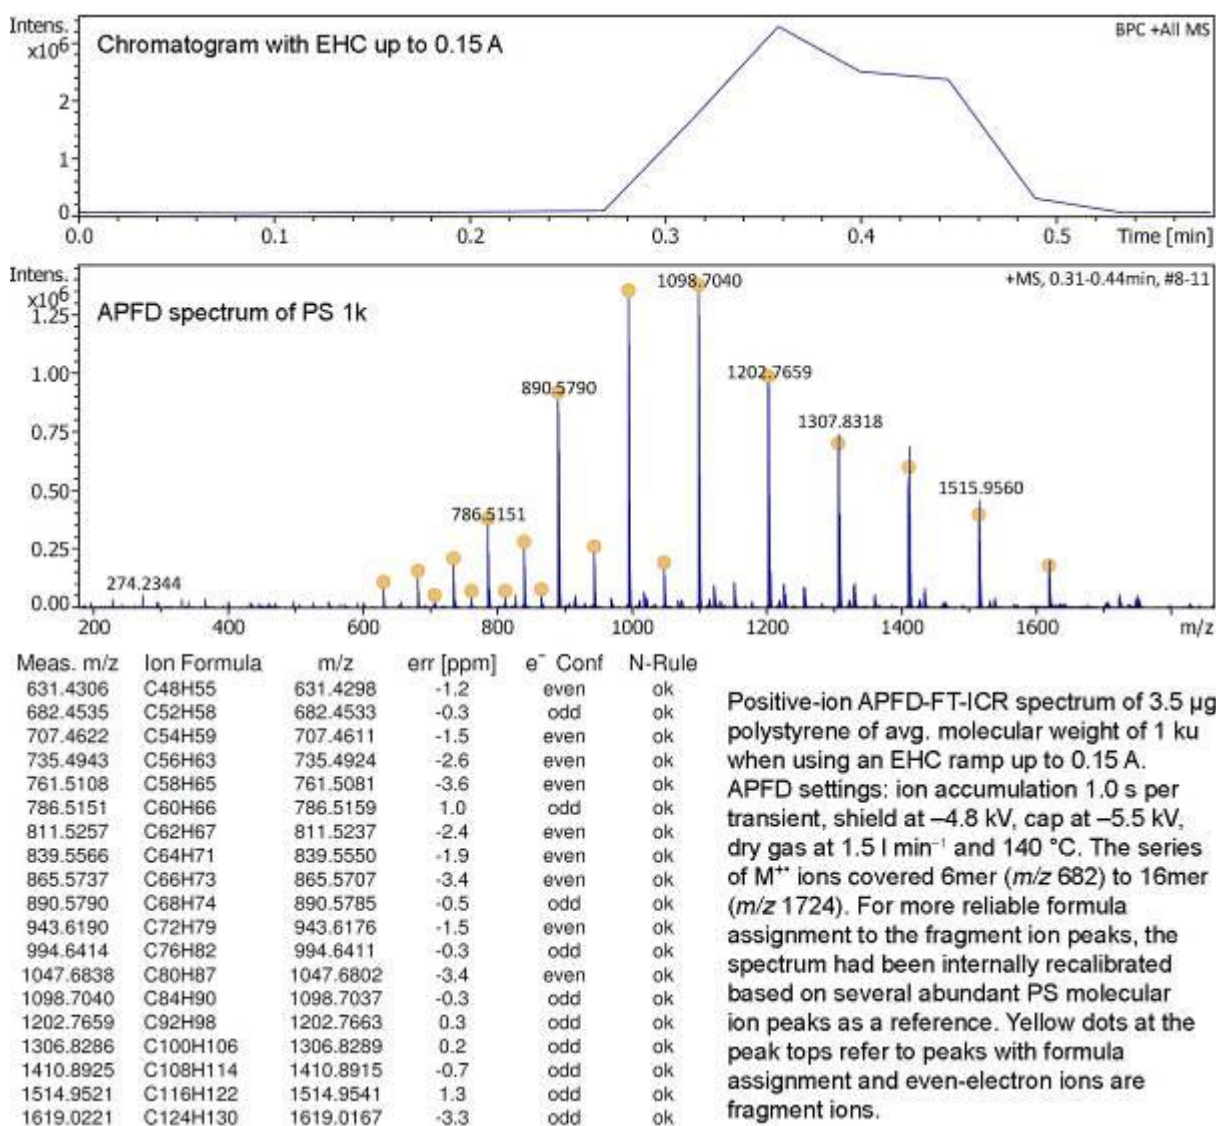 Intens.
x10⁶
Chromatogram with EHC up to 0.15 A
BPC +All MS
2
1
0
0.0 0.1 0.2 0.3 0.4 0.5 Time [min]
Intens.
x10⁶
1.25
APFD spectrum of PS 1k
1098.7040
+MS, 0.31-0.44min, #8-11
1.00
890.5790
1202.7659
0.75
1307.8318
0.50
786.5151
1515.9560
0.25
274.2344
0.00
200 400 600 800 1000 1200 1400 1600 m/z
Meas. m/z Ion Formula m/z err [ppm] e⁻ Conf N-Rule
631.4306 C48H55 631.4298 -1.2 even ok
682.4535 C52H58 682.4533 -0.3 odd ok
707.4622 C54H59 707.4611 -1.5 even ok
735.4943 C56H63 735.4924 -2.6 even ok
761.5108 C58H65 761.5081 -3.6 even ok
786.5151 C60H66 786.5159 1.0 odd ok
811.5257 C62H67 811.5237 -2.4 even ok
839.5566 C64H71 839.5550 -1.9 even ok
865.5737 C66H73 865.5707 -3.4 even ok
890.5790 C68H74 890.5785 -0.5 odd ok
943.6190 C72H79 943.6176 -1.5 even ok
994.6414 C76H82 994.6411 -0.3 odd ok
1047.6838 C80H87 1047.6802 -3.4 even ok
1098.7040 C84H90 1098.7037 -0.3 odd ok
1202.7659 C92H98 1202.7663 0.3 odd ok
1306.8286 C100H106 1306.8289 0.2 odd ok
1410.8925 C108H114 1410.8915 -0.7 odd ok
1514.9521 C116H122 1514.9541 1.3 odd ok
1619.0221 C124H130 1619.0167 -3.3 odd ok
Positive-ion APFD-FT-ICR spectrum of 3.5 µg
polystyrene of avg. molecular weight of 1 ku
when using an EHC ramp up to 0.15 A.
APFD settings: ion accumulation 1.0 s per
transient, shield at –4.8 kV, cap at –5.5 kV,
dry gas at 1.5 l min⁻¹ and 140 °C. The series
of M⁺• ions covered 6mer (m/z 682) to 16mer
(m/z 1724). For more reliable formula
assignment to the fragment ion peaks, the
spectrum had been internally recalibrated
based on several abundant PS molecular
ion peaks as a reference. Yellow dots at the
peak tops refer to peaks with formula
assignment and even-electron ions are
fragment ions.